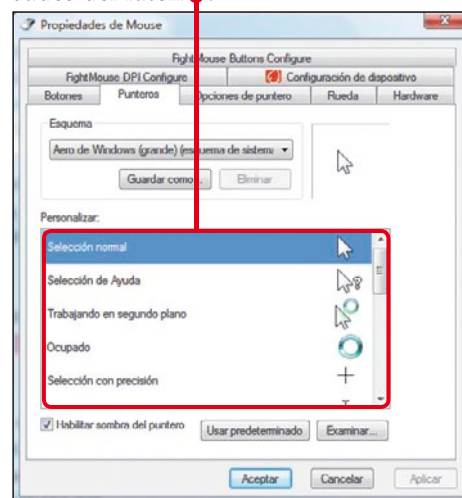 Propiedades de Mouse
FightMouse Buttons Configure
FightMouse DPI Configure Configuración de dispositivo
Botones Punteros Opciones de puntero Rueda Hardware
Esquema
Aero de Windows (grande) (esquema de sistema
Guardar como... Eliminar
Personalizar:
Selección normal
Selección de Ayuda
Trabajando en segundo plano
Ocupado
Selección con precisión
Habilitar sombra del puntero Usar predeterminado Examinar...
Aceptar Cancelar Aplicar